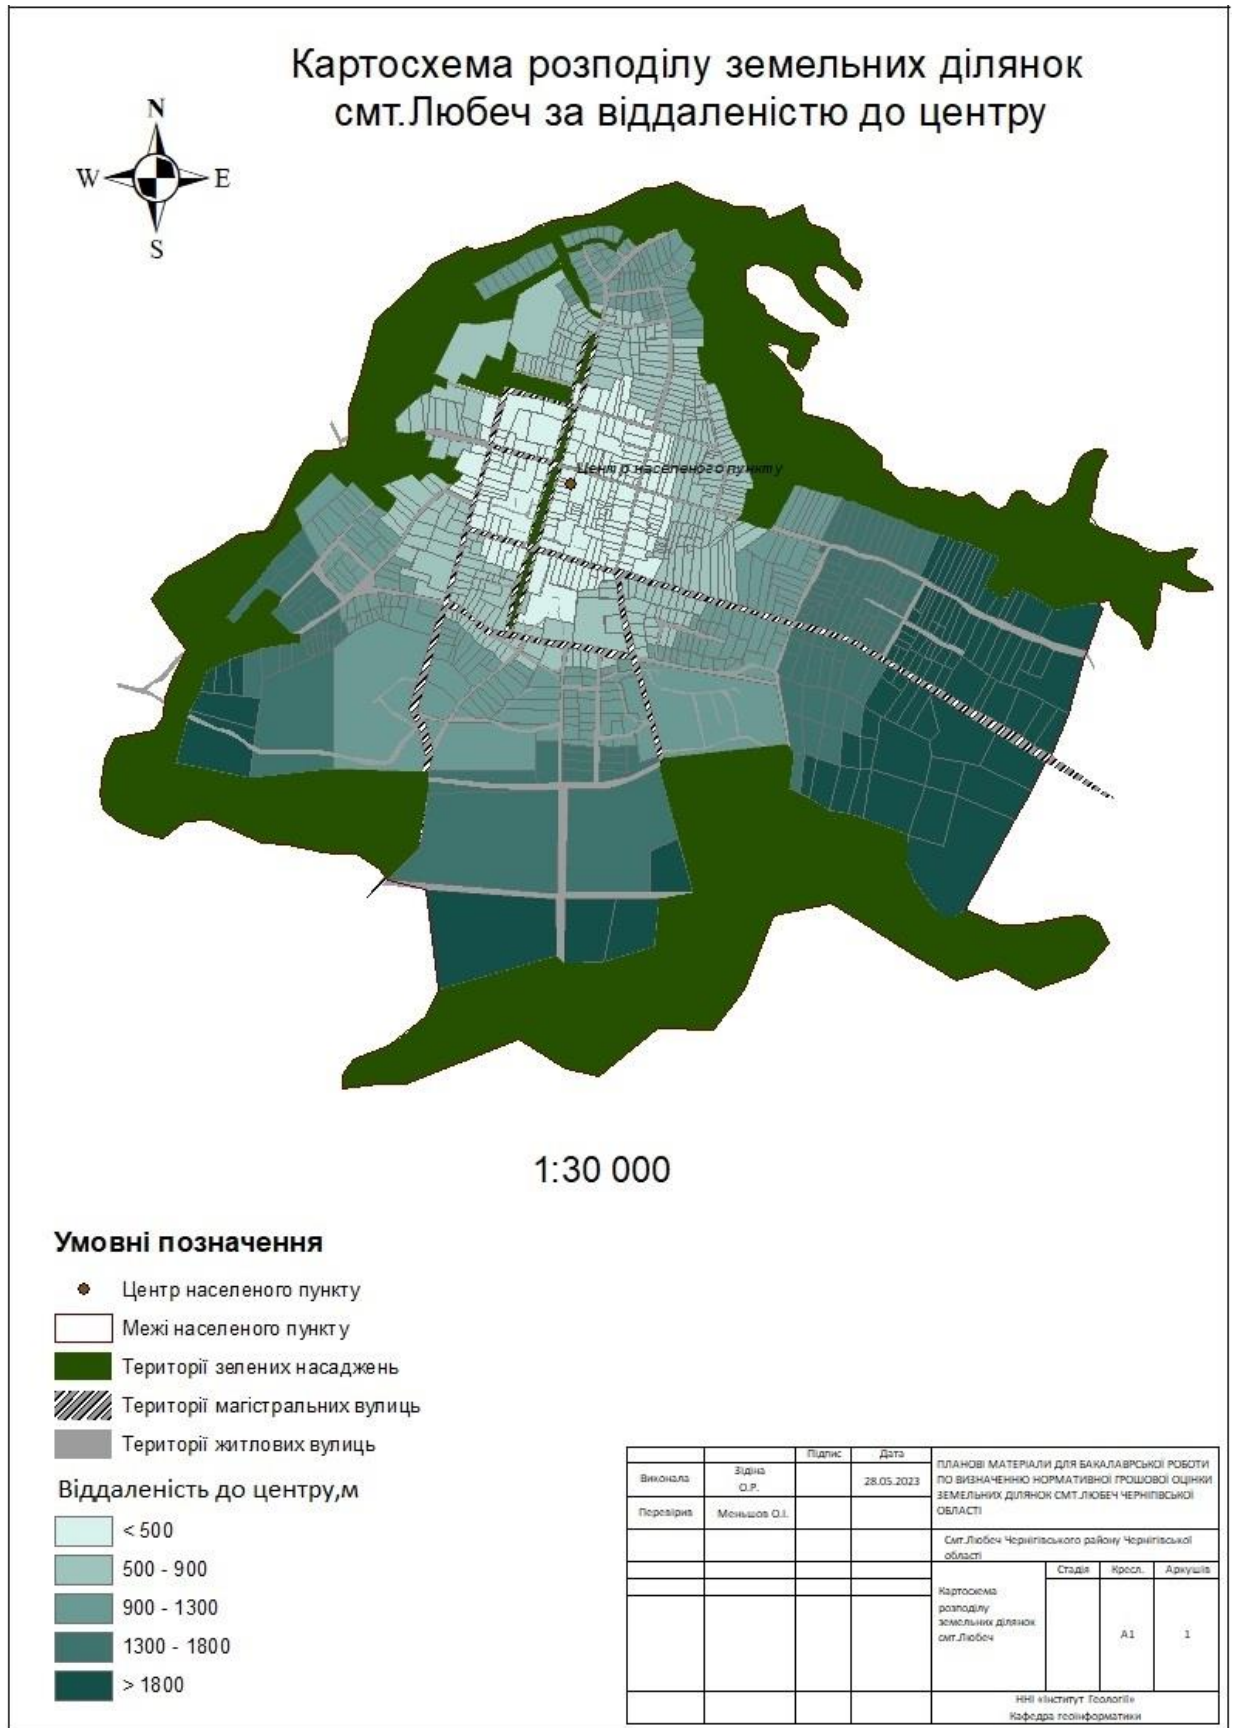 Картосхема розподілу земельних ділянок
смт.Любеч за віддаленістю до центру
N
W E
S
Центр населеного пункту
1:30 000
Умовні позначення
Центр населеного пункту
Межі населеного пункту
Території зелених насаджень
Території магістральних вулиць
Території житлових вулиць
Віддаленість до центру,м
< 500
500 - 900
900 - 1300
1300 - 1800
> 1800
Підпис Дата
Виконала Зідіна
О.Р.
28.05.2023
Перевірив Меньшов О.І.
ПЛАНОВІ МАТЕРІАЛИ ДЛЯ БАКАЛАВРСЬКОЇ РОБОТИ
ПО ВИЗНАЧЕННЮ НОРМАТИВНОЇ ГРОШОВОЇ ОЦІНКИ
ЗЕМЕЛЬНИХ ДІЛЯНОК СМТ.ЛЮБЕЧ ЧЕРНІГІВСЬКОЇ
ОБЛАСТІ
Смт.Любеч Чернігівського району Чернігівської
області
Стадія Кресл. Аркушів
Картосхема
розподілу
земельних ділянок
смт.Любеч
А1 1
ННІ «Інститут Геології»
Кафедра геоінформатики